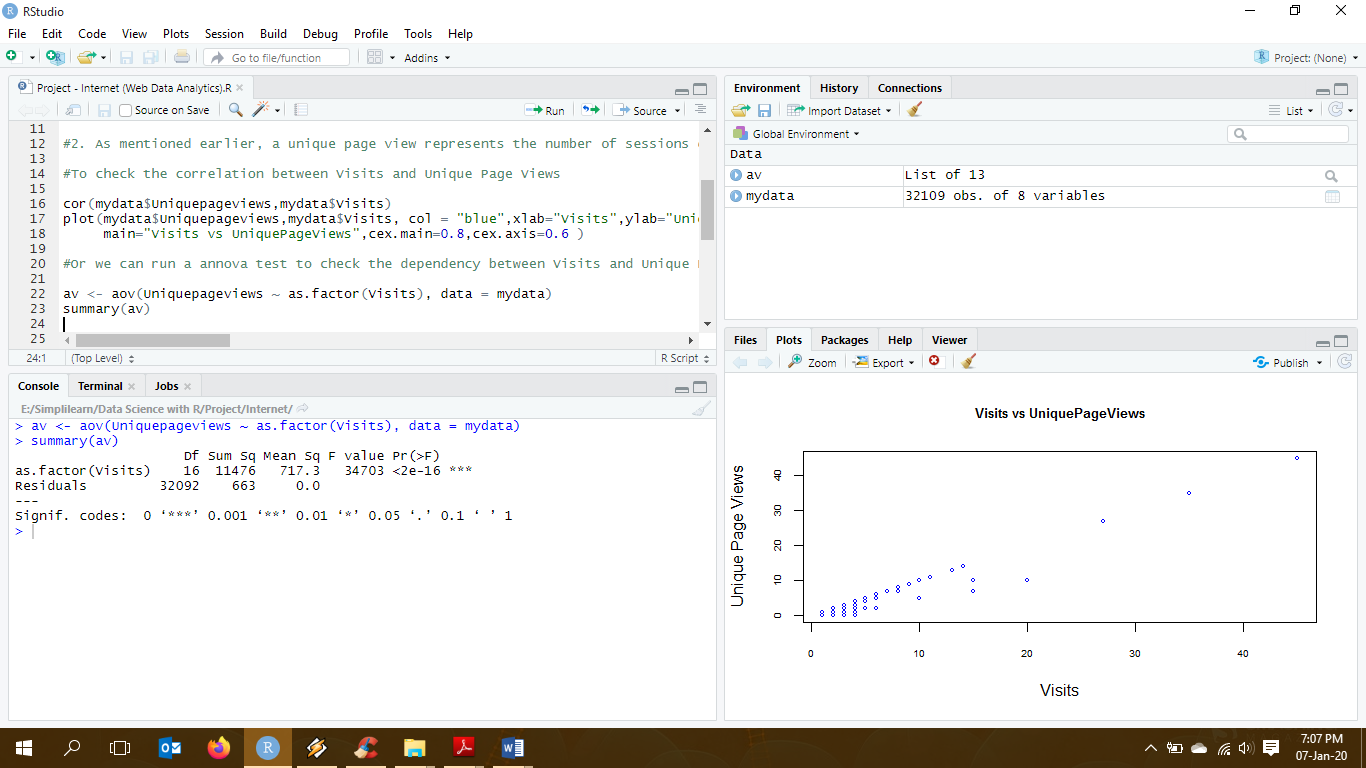 RStudio
File Edit Code View Plots Session Build Debug Profile Tools Help
Go to file/function Addins Project: (None)
Project - Internet (Web Data Analytics).R
Source on Save Run Source
11
12 #2. As mentioned earlier, a unique page view represents the number of sessions
13
14 #To check the correlation between Visits and Unique Page Views
15
16 cor(mydata$Uniquepageviews,mydata$Visits)
17 plot(mydata$Uniquepageviews,mydata$Visits, col = "blue",xlab="Visits",ylab="Uni
18 main="Visits vs UniquePageViews",cex.main=0.8,cex.axis=0.6 )
19
20 #Or we can run a annova test to check the dependency between Visits and Unique
21
22 av <- aov(Uniquepageviews ~ as.factor(Visits), data = mydata)
23 summary(av)
24
25
24:1 (Top Level) R Script
Console Terminal Jobs
E:/Simplilearn/Data Science with R/Project/Internet/
> av <- aov(Uniquepageviews ~ as.factor(Visits), data = mydata)
> summary(av)
Df Sum Sq Mean Sq F value Pr(>F)
as.factor(Visits) 16 11476 717.3 34703 <2e-16 ***
Residuals 32092 663 0.0
---
Signif. codes: 0 ‘***’ 0.001 ‘**’ 0.01 ‘*’ 0.05 ‘.’ 0.1 ‘ ’ 1
>
Environment History Connections
Import Dataset List
Global Environment
Data
av List of 13
mydata 32109 obs. of 8 variables
Files Plots Packages Help Viewer
Zoom Export Publish
Visits vs UniquePageViews
Unique Page Views
40
30
20
10
0
0 10 20 30 40
Visits
7:07 PM
07-Jan-20